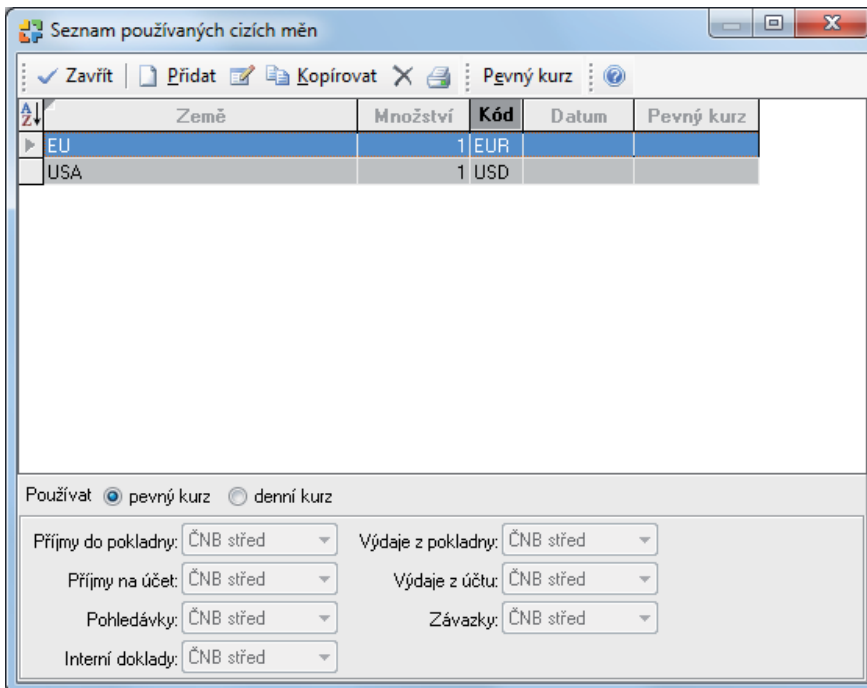 Seznam používaných cizích měn
Zavřít Přidat Kopírovat Pevný kurz
Země Množství Kód Datum Pevný kurz
EU 1 EUR
USA 1 USD
Používat pevný kurz denní kurz
Příjmy do pokladny: ČNB střed Výdaje z pokladny: ČNB střed
Příjmy na účet: ČNB střed Výdaje z účtu: ČNB střed
Pohledávky: ČNB střed Závazky: ČNB střed
Interní doklady: ČNB střed